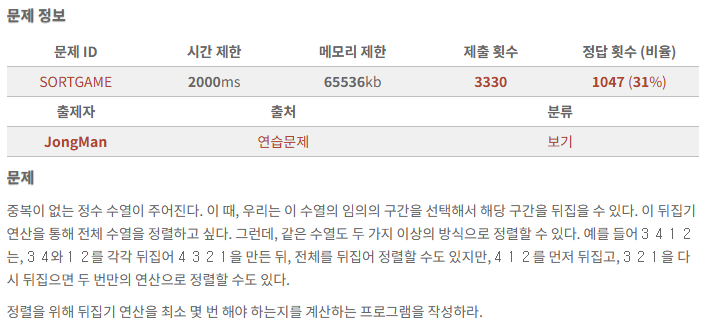 문제 정보
문제 ID 시간 제한 메모리 제한 제출 횟수 정답 횟수 (비율)
SORTGAME 2000ms 65536kb 3330 1047 (31%)
출제자 출처 분류
JongMan 연습문제 보기
문제
중복이 없는 정수 수열이 주어진다. 이 때, 우리는 이 수열의 임의의 구간을 선택해서 해당 구간을 뒤집을 수 있다. 이 뒤집기
연산을 통해 전체 수열을 정렬하고 싶다. 그런데, 같은 수열도 두 가지 이상의 방식으로 정렬할 수 있다. 예를 들어 3 4 1 2
는, 3 4와 1 2를 각각 뒤집어 4 3 2 1을 만든 뒤, 전체를 뒤집어 정렬할 수도 있지만, 4 1 2를 먼저 뒤집고, 3 2 1을 다
시 뒤집으면 두 번만의 연산으로 정렬할 수도 있다.
정렬을 위해 뒤집기 연산을 최소 몇 번 해야 하는지를 계산하는 프로그램을 작성하라.